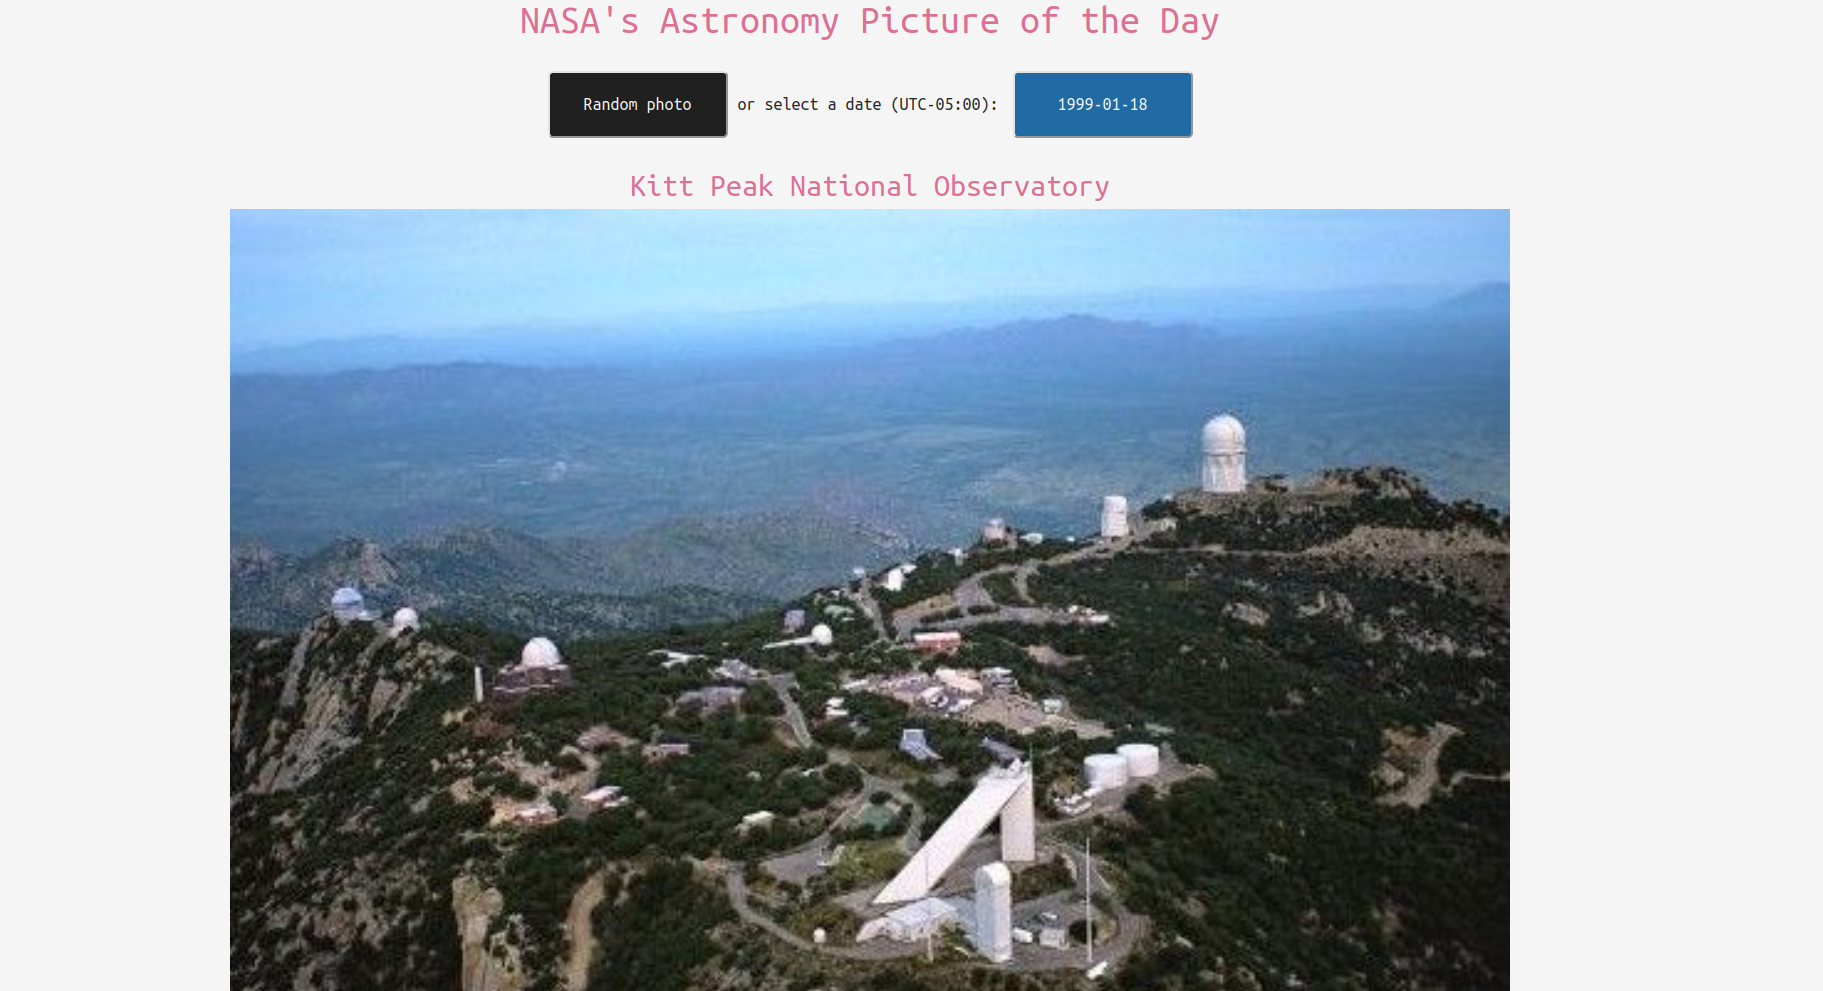 NASA's Astronomy Picture of the Day
Random photo or select a date (UTC-05:00): 1999-01-18
Kitt Peak National Observatory